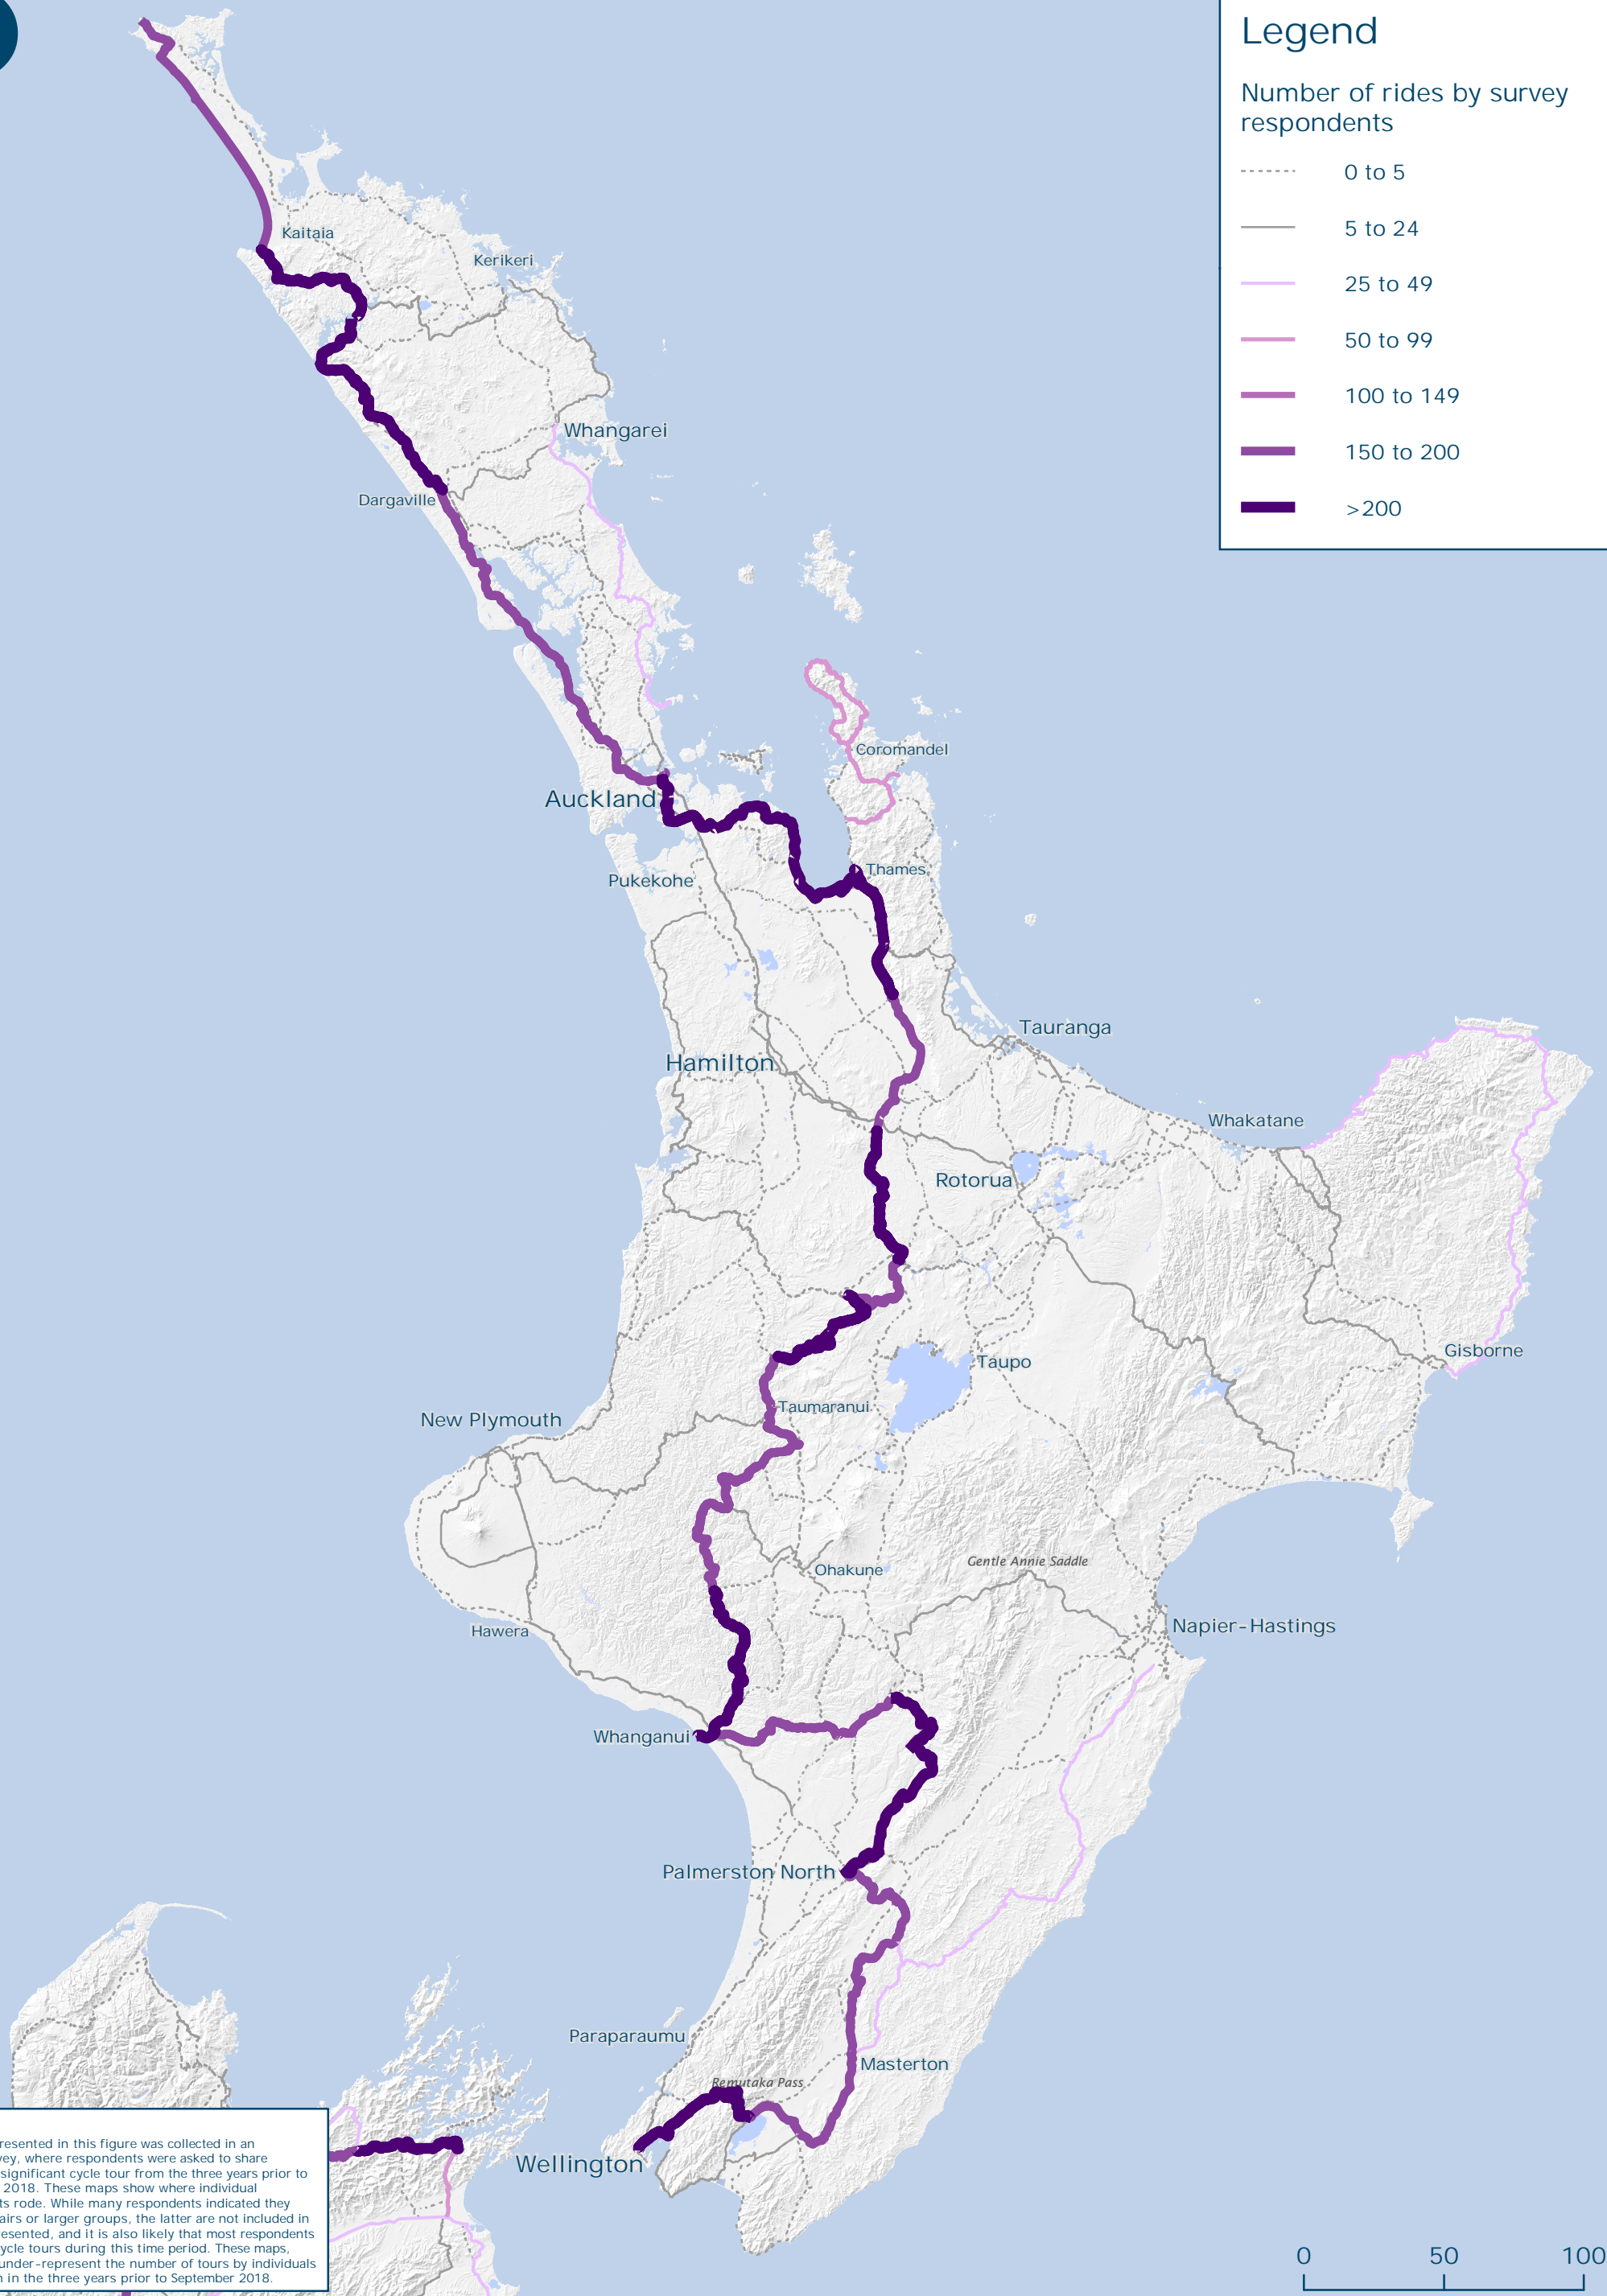 Legend
Number of rides by survey
respondents
0 to 5
5 to 24
25 to 49
50 to 99
100 to 149
150 to 200
>200
Kaitaia
Kerikeri
Whangarei
Dargaville
Coromandel
Auckland
Thames
Pukekohe
Tauranga
Hamilton
Whakatane
Rotorua
Gisborne
Taupo
Taumaranui
New Plymouth
Gentle Annie Saddle
Ohakune
Napier-Hastings
Hawera
Whanganui
Palmerston North
Paraparaumu
Masterton
Remutaka Pass
Wellington
resented in this figure was collected in an
vey, where respondents were asked to share
significant cycle tour from the three years prior to
2018. These maps show where individual
ts rode. While many respondents indicated they
airs or larger groups, the latter are not included in
esented, and it is also likely that most respondents
ycle tours during this time period. These maps,
under-represent the number of tours by individuals
n in the three years prior to September 2018.
0 50 100